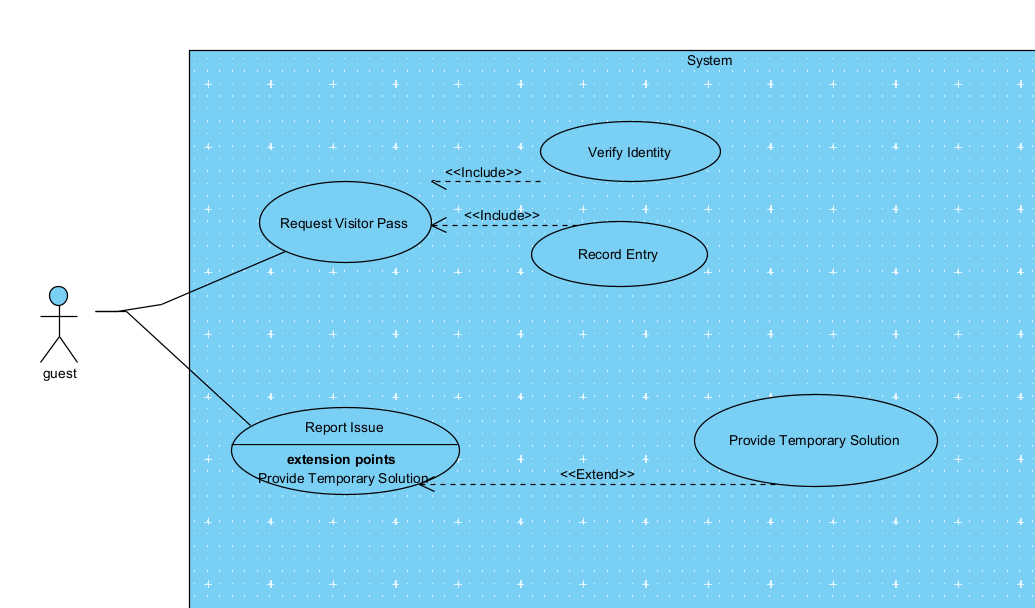 System
Verify Identity
<<Include>>
Request Visitor Pass
<<Include>>
Record Entry
guest
Report Issue
extension points
Provide Temporary Solution
<<Extend>>
Provide Temporary Solution